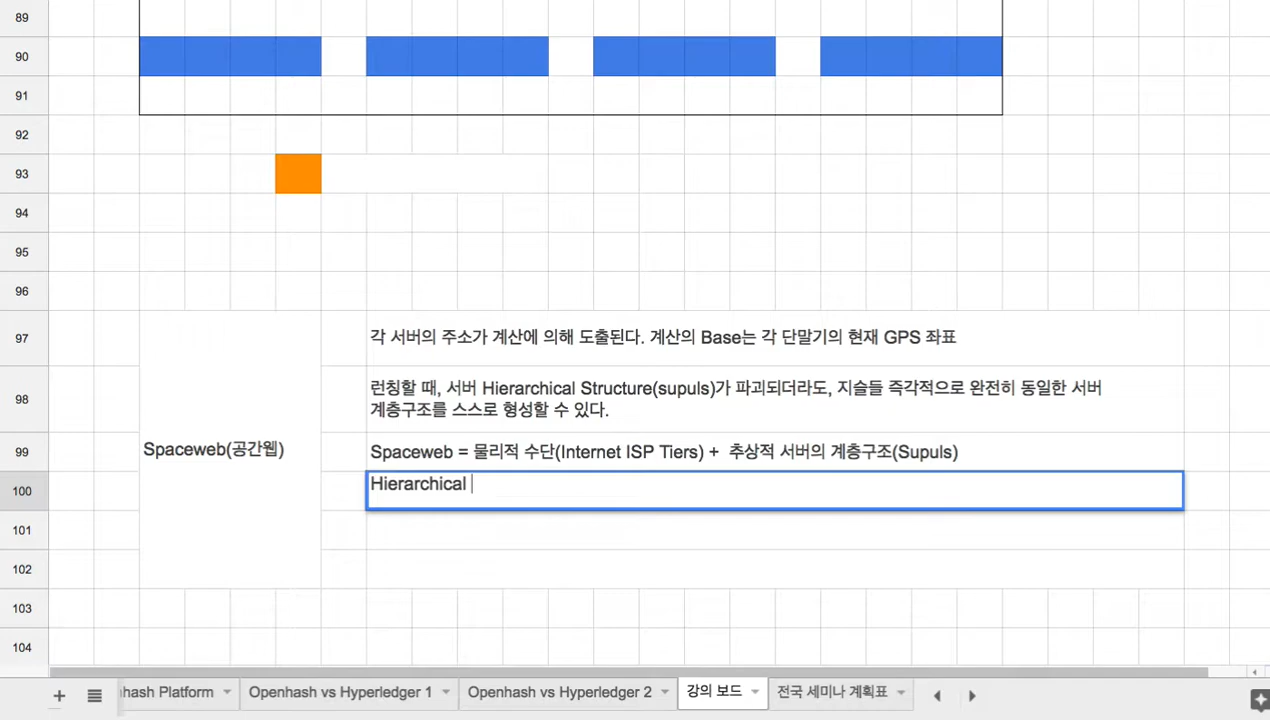 89
90
91
92
93
94
95
96
97
각 서버의 주소가 계산에 의해 도출된다. 계산의 Base는 각 단말기의 현재 GPS 좌표
98
런칭할 때, 서버 Hierarchical Structure(supuls)가 파괴되더라도, 지슬들 즉각적으로 완전히 동일한 서버
계층구조를 스스로 형성할 수 있다.
Spaceweb(공간웹)
99
Spaceweb = 물리적 수단(Internet ISP Tiers) + 추상적 서버의 계층구조(Supuls)
100
Hierarchical
101
102
103
104
hash Platform
Openhash vs Hyperledger 1
Openhash vs Hyperledger 2
강의 보드
전국 세미나 계획표